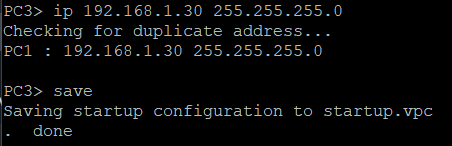 PC3> ip 192.168.1.30 255.255.255.0
Checking for duplicate address...
PC1 : 192.168.1.30 255.255.255.0
PC3> save
Saving startup configuration to startup.vpc
.  done